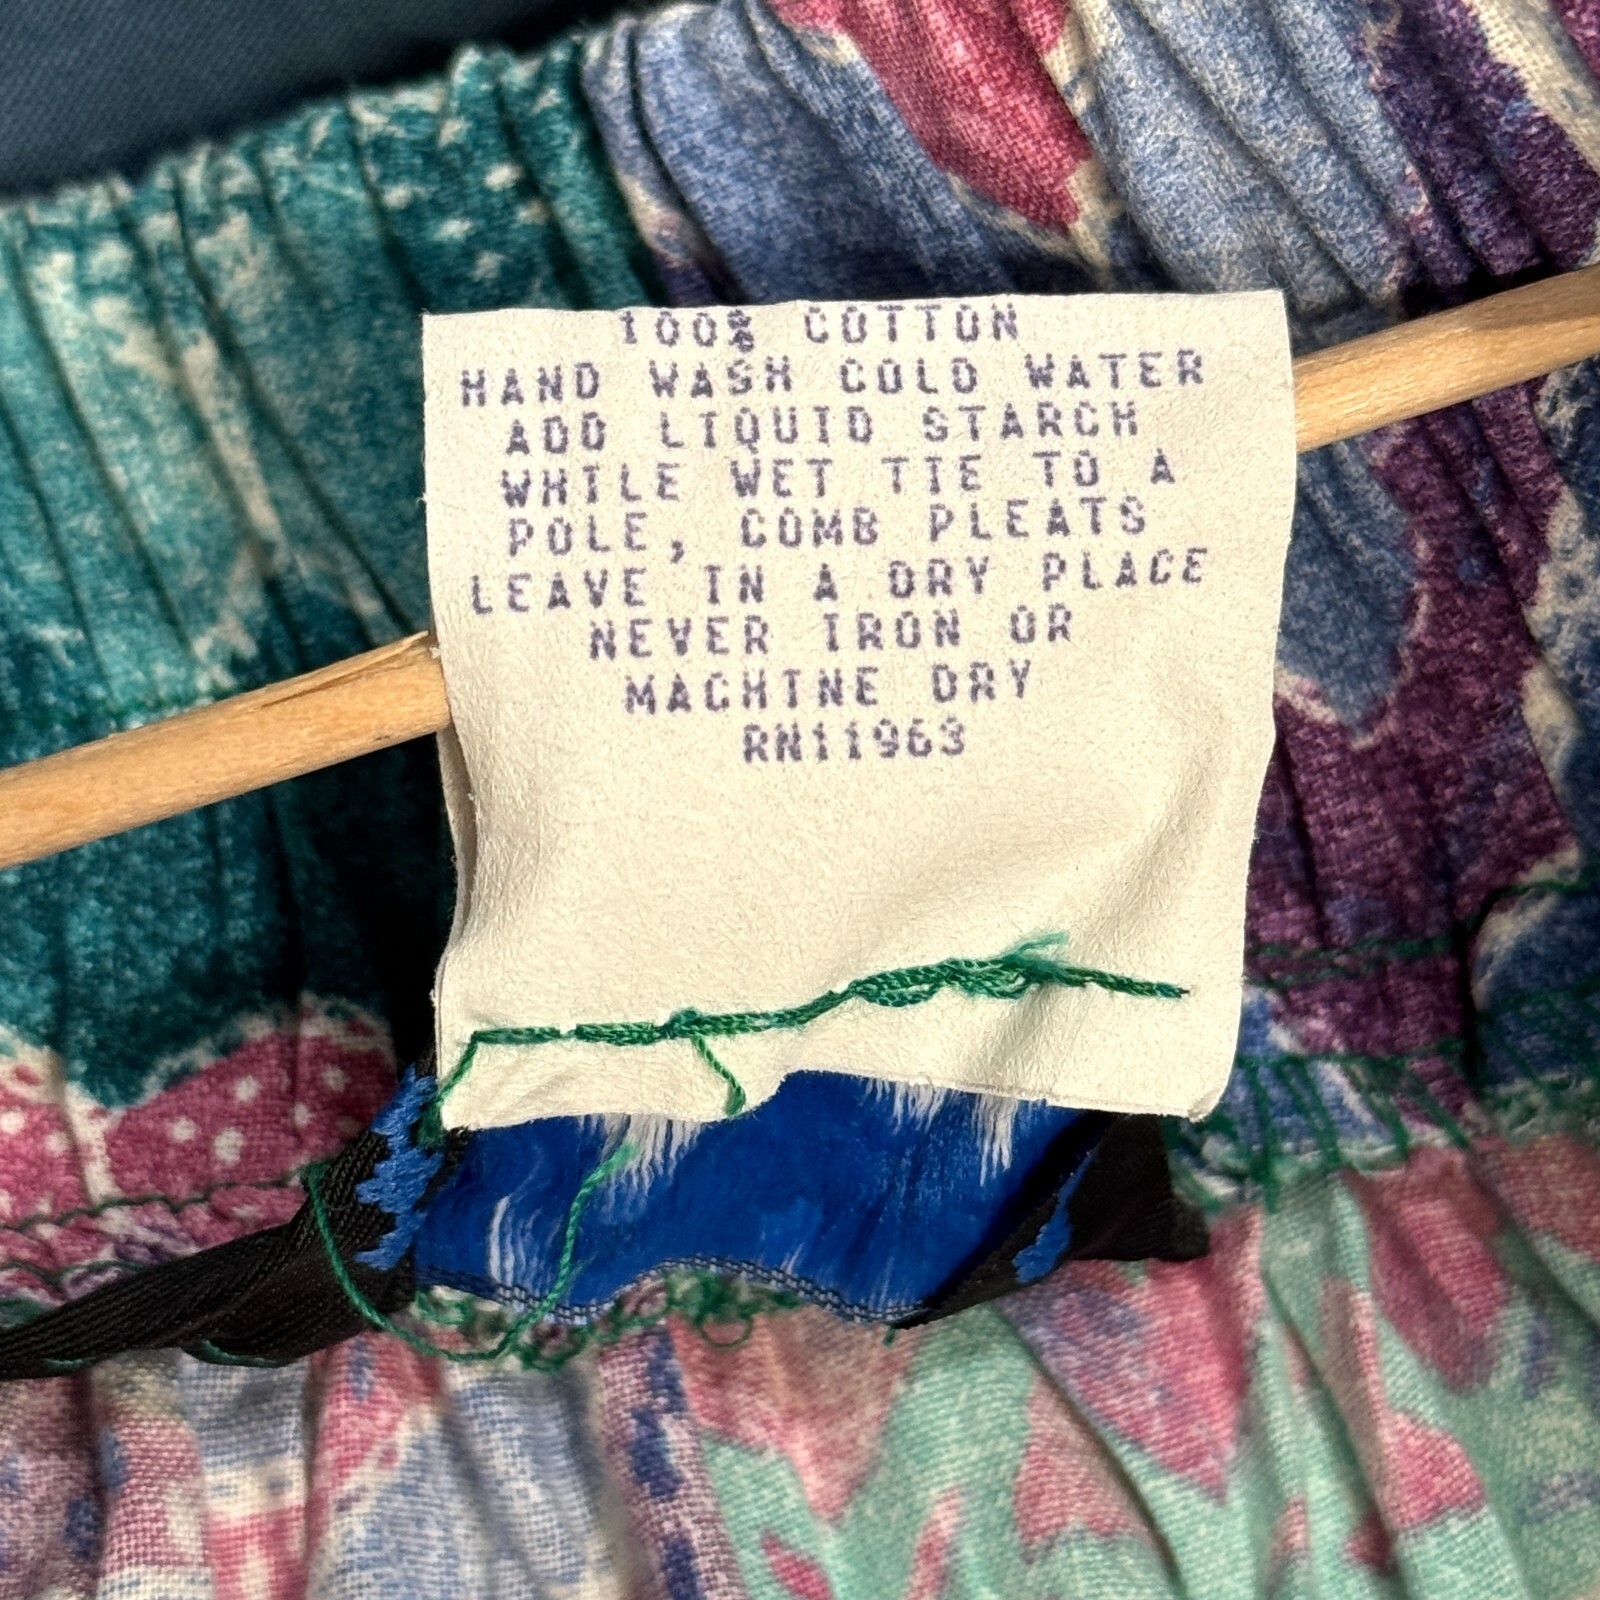 100% COTTON
HAND WASH COLD WATER
ADD LIQUID STARCH
WHILE WET TIE TO A
POLE, COMB PLEATS
LEAVE IN A DRY PLACE
NEVER IRON OR
MACHINE DRY
RN11963